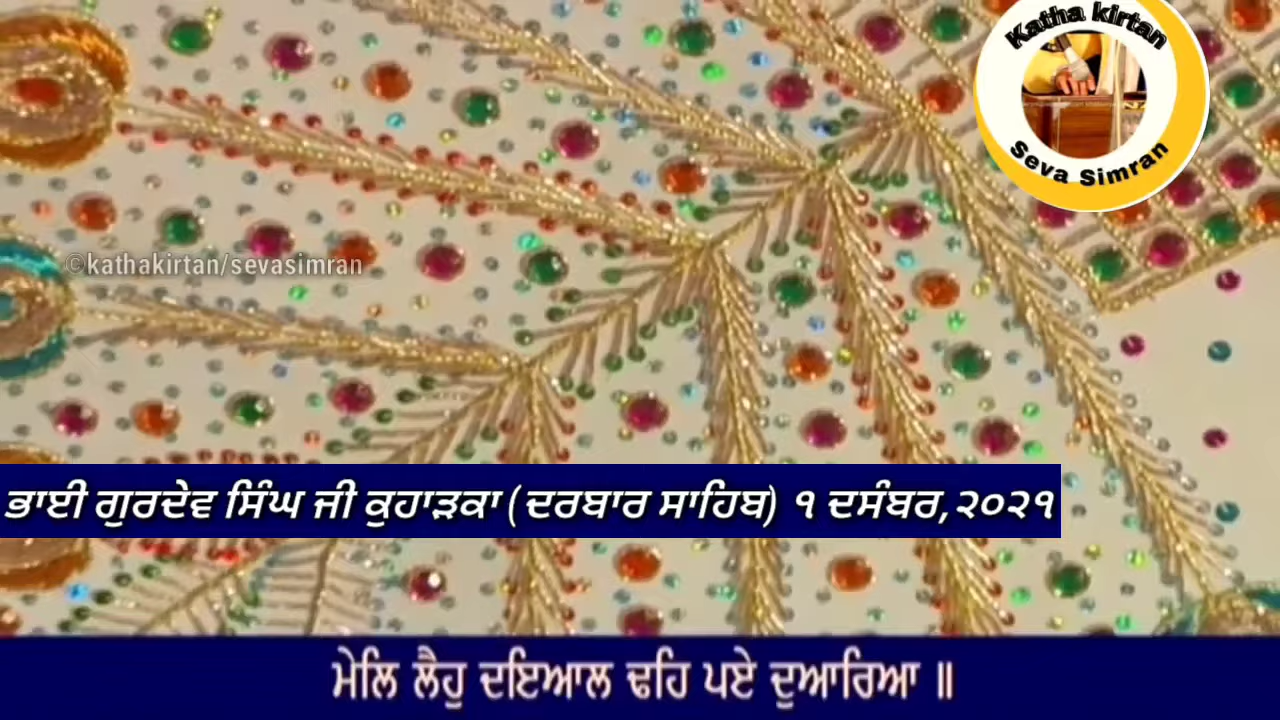 Katha kirtan
Seva Simran
©kathakirtan/sevasimran
ਭਾਈ ਗੁਰਦੇਵ ਸਿੰਘ ਜੀ ਕੁਹਾੜਕਾ (ਦਰਬਾਰ ਸਾਹਿਬ) ੧ ਦਸੰਬਰ,੨੦੨੧
ਮੇਲਿ ਲੈਹੁ ਦਇਆਲ ਢਹਿ ਪਏ ਦੁਆਰਿਆ ॥